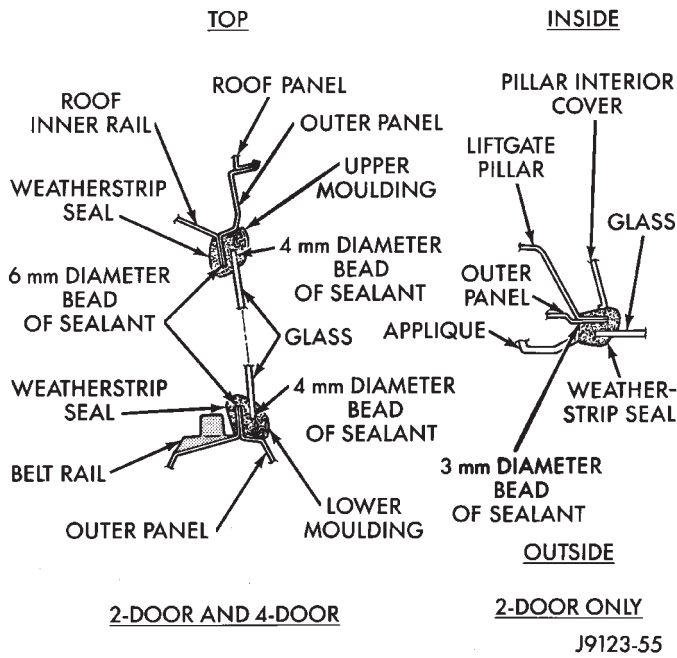 TOP
ROOF PANEL
ROOF
INNER RAIL
OUTER PANEL
WEATHERSTRIP
SEAL
UPPER
MOULDING
4 mm DIAMETER
BEAD
OF SEALANT
6 mm DIAMETER
BEAD
OF SEALANT
GLASS
WEATHERSTRIP
SEAL
4 mm DIAMETER
BEAD
OF SEALANT
BELT RAIL
OUTER PANEL
LOWER
MOULDING
2-DOOR AND 4-DOOR
INSIDE
PILLAR INTERIOR
COVER
LIFTGATE
PILLAR
GLASS
OUTER
PANEL
APPLIQUE
WEATHER-
STRIP SEAL
3 mm DIAMETER
BEAD
OF SEALANT
OUTSIDE
2-DOOR ONLY
J9123-55